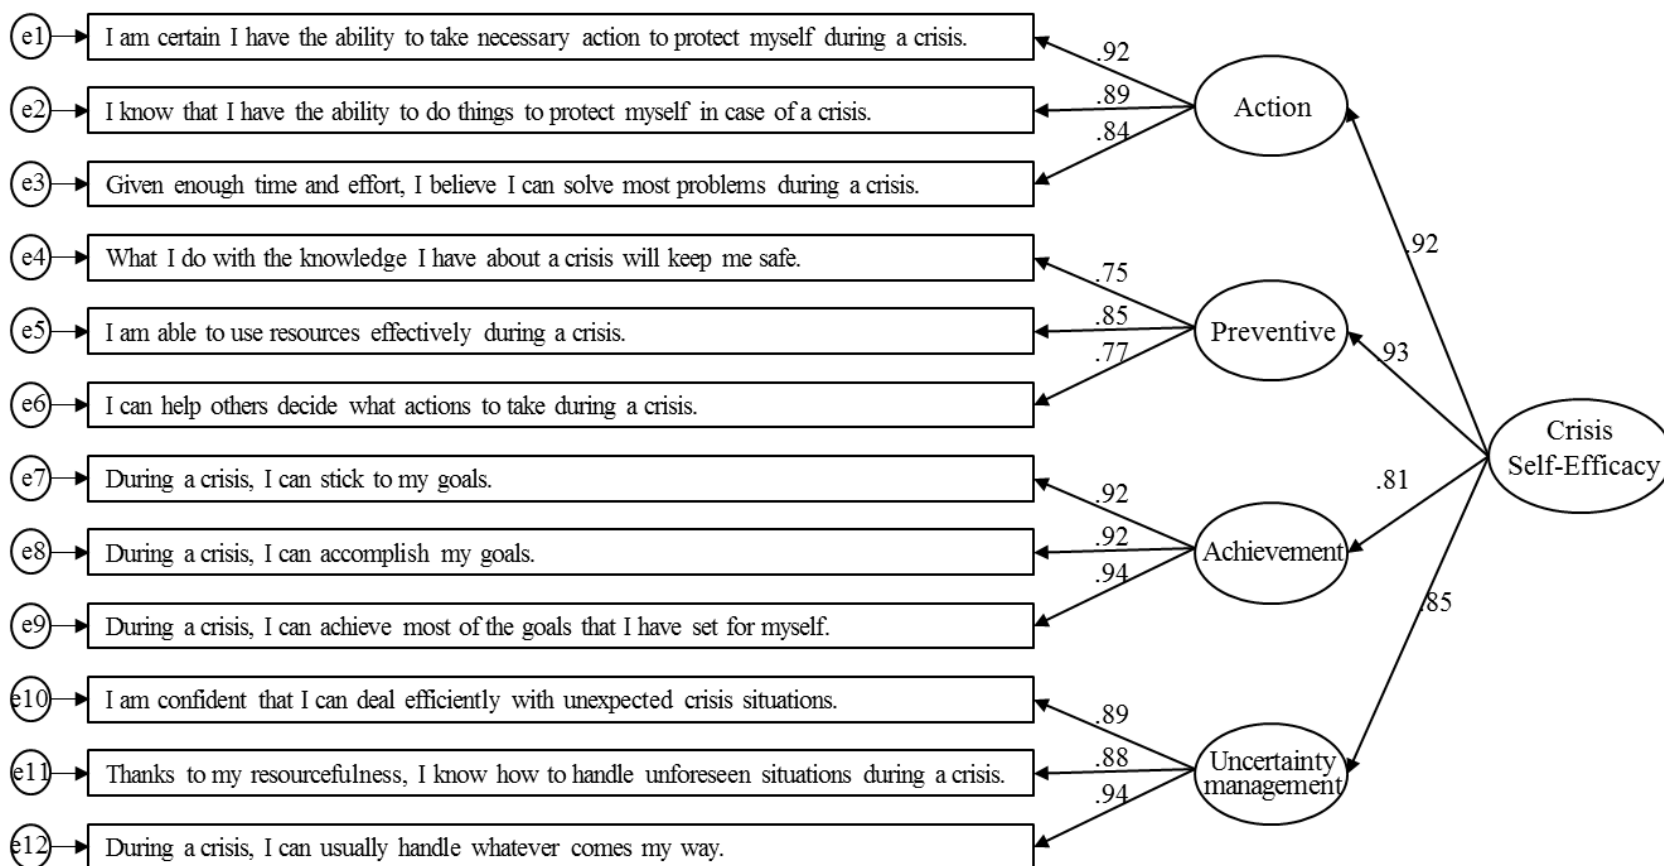 e1
I am certain I have the ability to take necessary action to protect myself during a crisis.
.92
e2
I know that I have the ability to do things to protect myself in case of a crisis.
.89
Action
.84
e3
Given enough time and effort, I believe I can solve most problems during a crisis.
.92
e4
What I do with the knowledge I have about a crisis will keep me safe.
.75
e5
I am able to use resources effectively during a crisis.
.85
Preventive
.77
.93
e6
I can help others decide what actions to take during a crisis.
Crisis
Self-Efficacy
e7
During a crisis, I can stick to my goals.
.92
.81
e8
During a crisis, I can accomplish my goals.
.92
Achievement
.94
e9
During a crisis, I can achieve most of the goals that I have set for myself.
.85
e10
I am confident that I can deal efficiently with unexpected crisis situations.
.89
e11
Thanks to my resourcefulness, I know how to handle unforeseen situations during a crisis.
.88
Uncertainty
management
.94
e12
During a crisis, I can usually handle whatever comes my way.